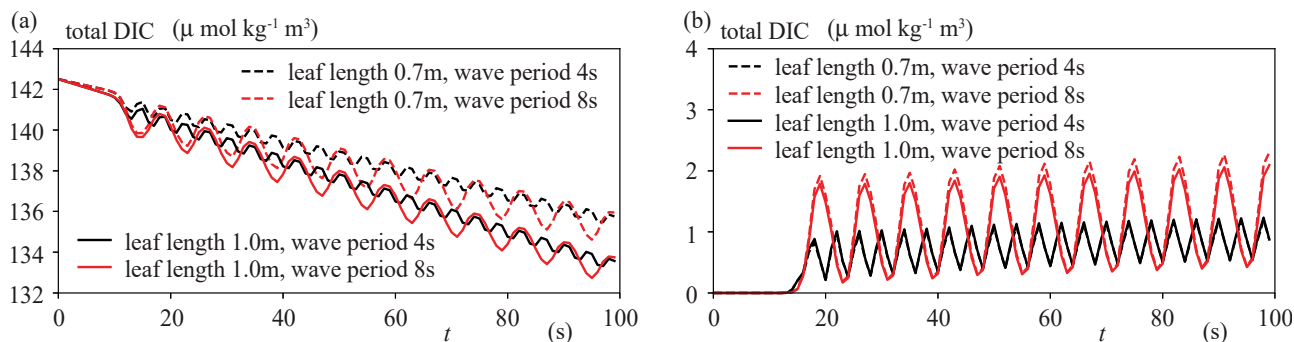 (a)
total DIC (μ mol kg⁻¹ m³)
144
142
140
138
136
134
132
leaf length 0.7m, wave period 4s
leaf length 0.7m, wave period 8s
leaf length 1.0m, wave period 4s
leaf length 1.0m, wave period 8s
0 20 40 60 80 100
t (s)
(b)
total DIC (μ mol kg⁻¹ m³)
4
3
2
1
0
leaf length 0.7m, wave period 4s
leaf length 0.7m, wave period 8s
leaf length 1.0m, wave period 4s
leaf length 1.0m, wave period 8s
0 20 40 60 80 100
t (s)